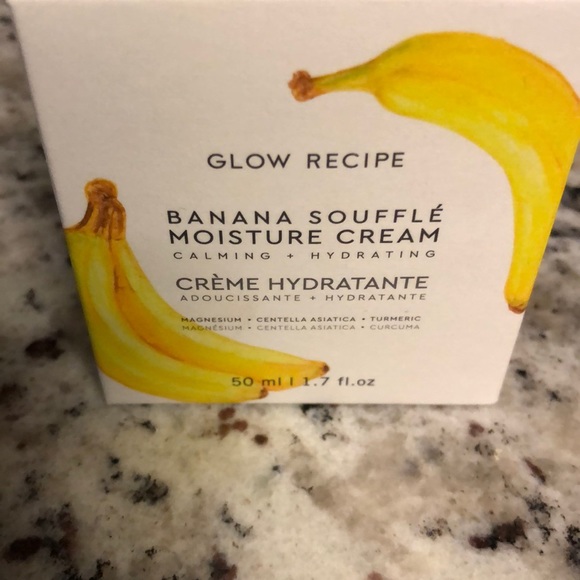 GLOW RECIPE
BANANA SOUFFLÉ
MOISTURE CREAM
CALMING + HYDRATING
CRÈME HYDRATANTE
ADOUCISSANTE + HYDRATANTE
MAGNESIUM • CENTELLA ASIATICA • TURMERIC
MAGNÉSIUM • CENTELLA ASIATICA • CURCUMA
50 ml | 1.7 fl.oz